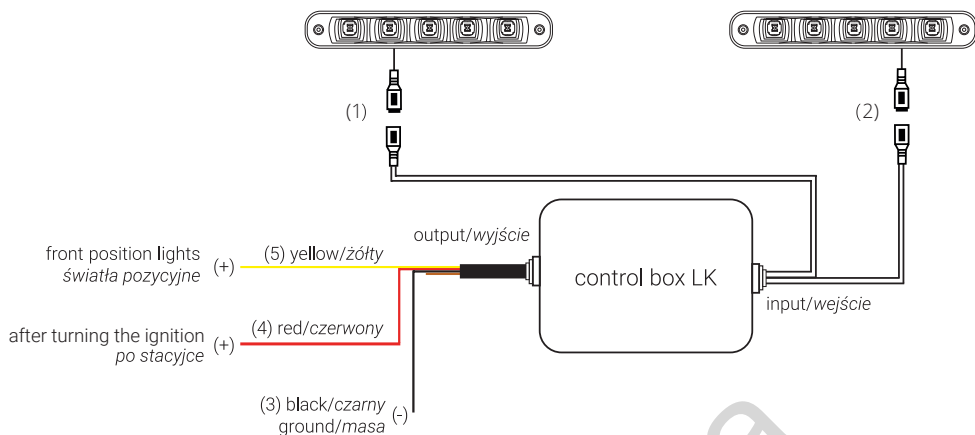 (1)
(2)
output/wyjście
front position lights
światła pozycyjne
(+)
(5) yellow/żółty
control box LK
input/wejście
after turning the ignition
po stacyjce
(+)
(4) red/czerwony
(3) black/czarny
ground/masa
(-)